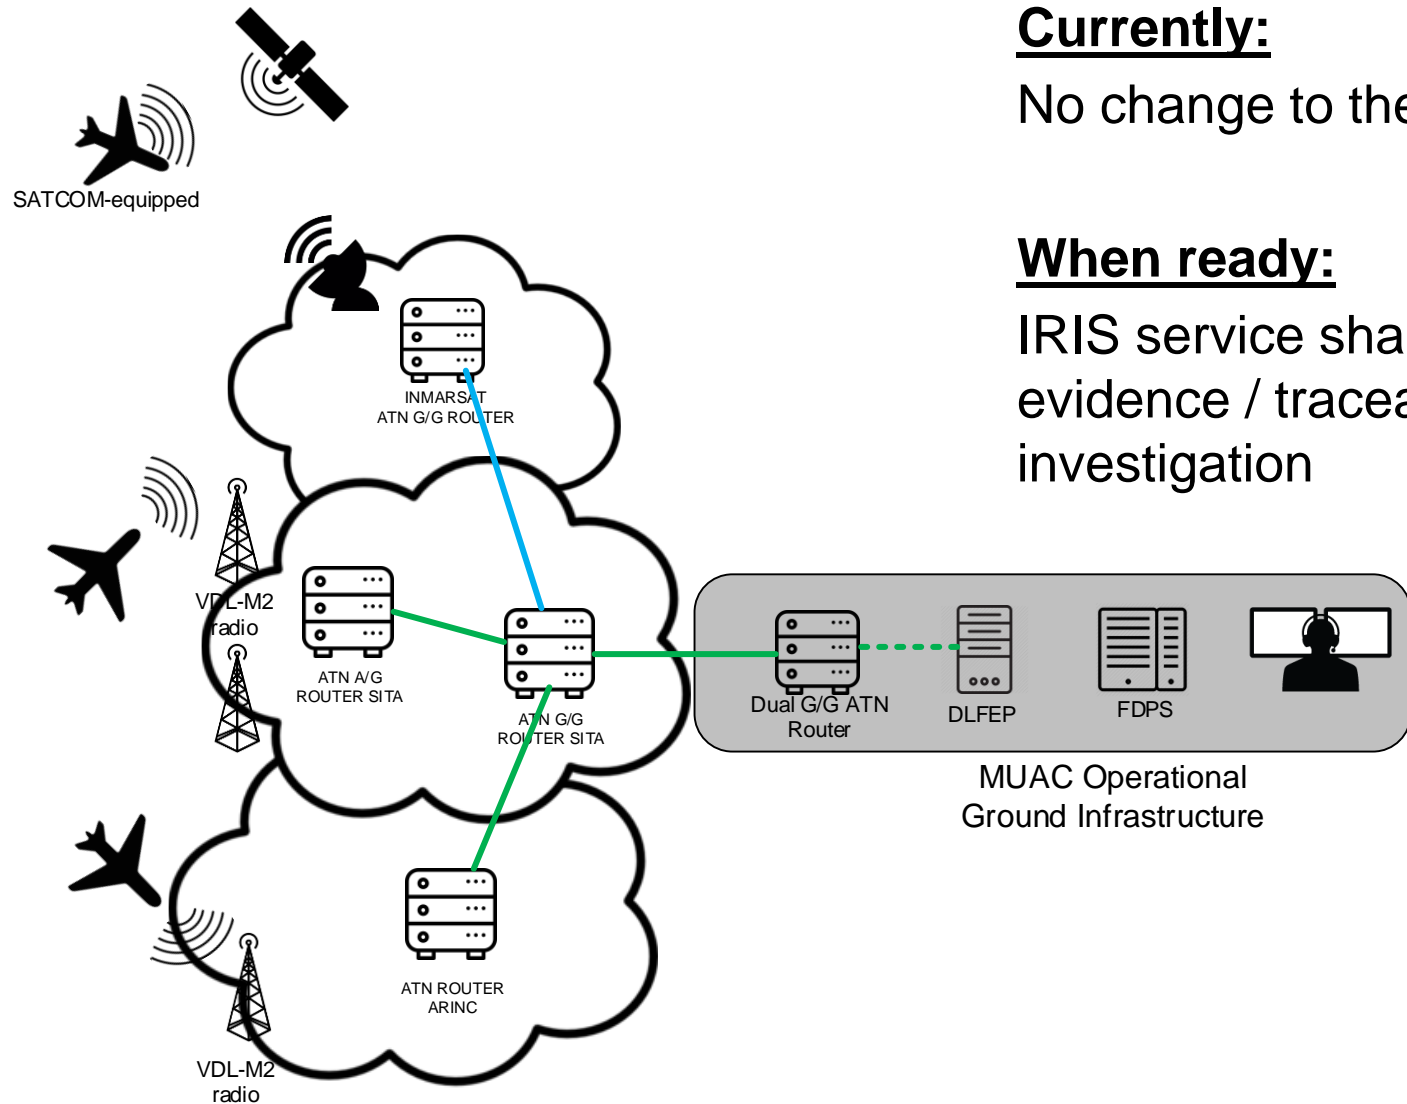 Currently:
No change to the
When ready:
IRIS service sha
evidence / tracea
investigation
SATCOM-equipped
INMARSAT
ATN G/G ROUTER
VDL-M2
radio
ATN A/G
ROUTER SITA
ATN G/G
ROUTER SITA
Dual G/G ATN
Router
DLFEP
FDPS
MUAC Operational
Ground Infrastructure
ATN ROUTER
ARINC
VDL-M2
radio